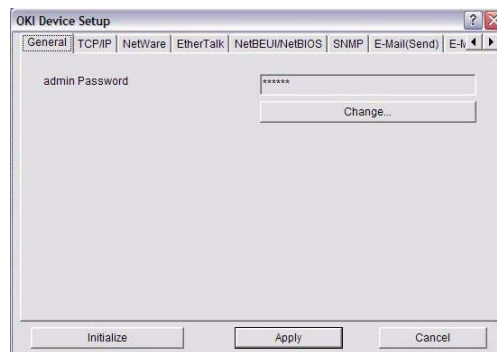 OKI Device Setup
General TCP/IP NetWare EtherTalk NetBEUI/NetBIOS SNMP E-Mail(Send)
admin Password ******
Change...
Initialize Apply Cancel